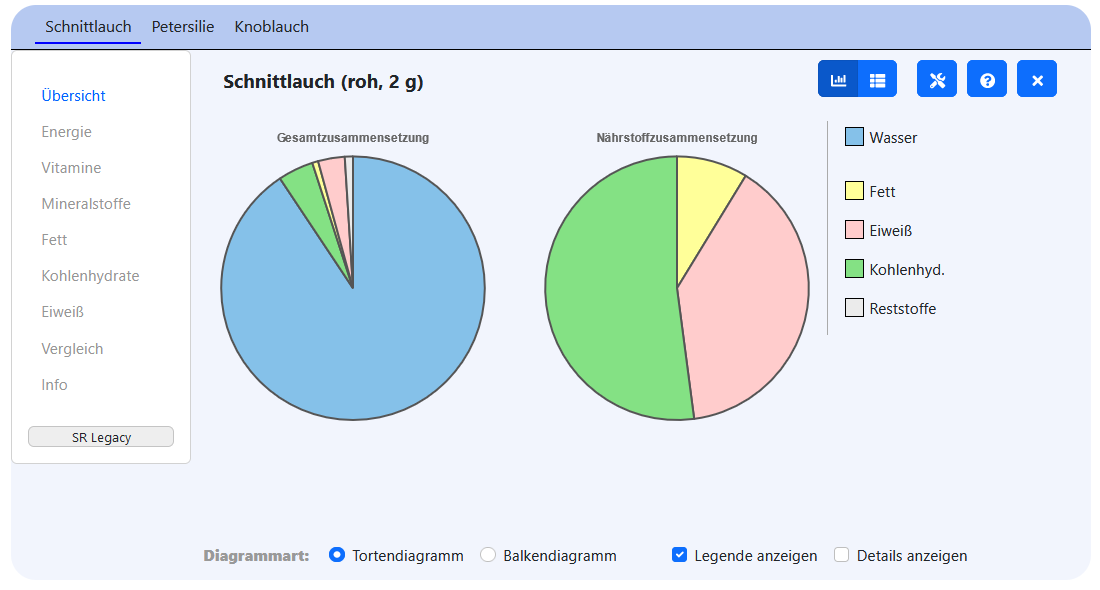 Schnittlauch Petersilie Knoblauch
Übersicht
Energie
Vitamine
Mineralstoffe
Fett
Kohlenhydrate
Eiweiß
Vergleich
Info
SR Legacy
Schnittlauch (roh, 2 g)
Gesamtzusammensetzung
Nährstoffzusammensetzung
Wasser
Fett
Eiweiß
Kohlenhyd.
Reststoffe
Diagrammart: Tortendiagramm Balkendiagramm Legende anzeigen Details anzeigen